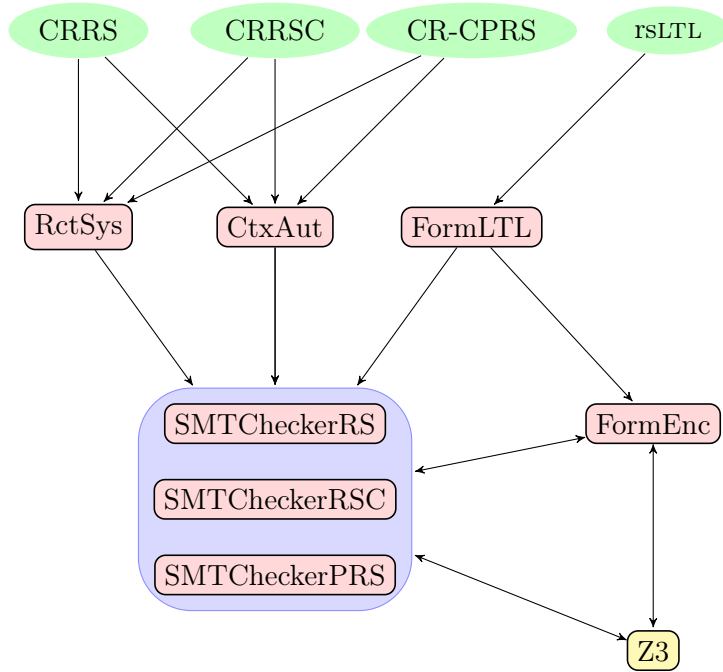 CRRS
CRRSC
CR-CPRS
rsLTL
RctSys
CtxAut
FormLTL
SMTCheckerRS
FormEnc
SMTCheckerRSC
SMTCheckerPRS
Z3